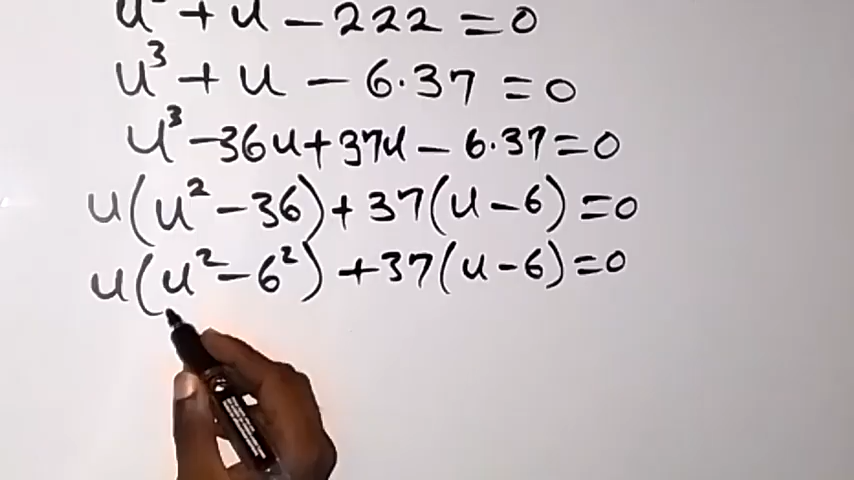 u³ + u - 222 = 0
u³ + u - 6·37 = 0
u³ - 36u + 37u - 6·37 = 0
u(u² - 36) + 37(u - 6) = 0
u(u² - 6²) + 37(u - 6) = 0